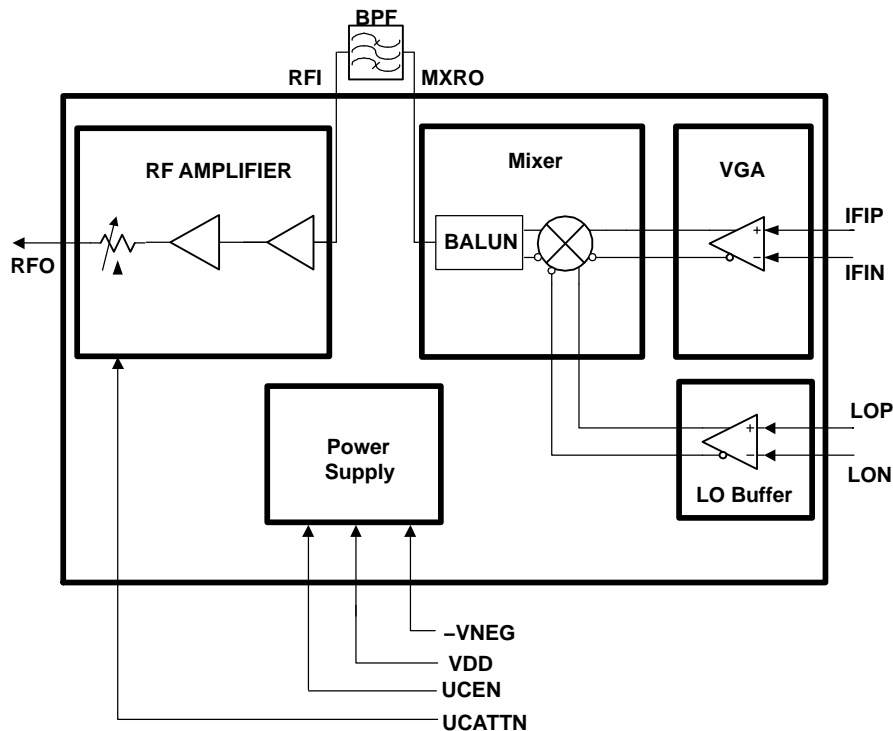 BPF
RFI
MXRO
RF AMPLIFIER
Mixer
VGA
IFIP
+
BALUN
RFO
–
IFIN
LOP
+
Power
Supply
–
LON
LO Buffer
–VNEG
VDD
UCEN
UCATTN